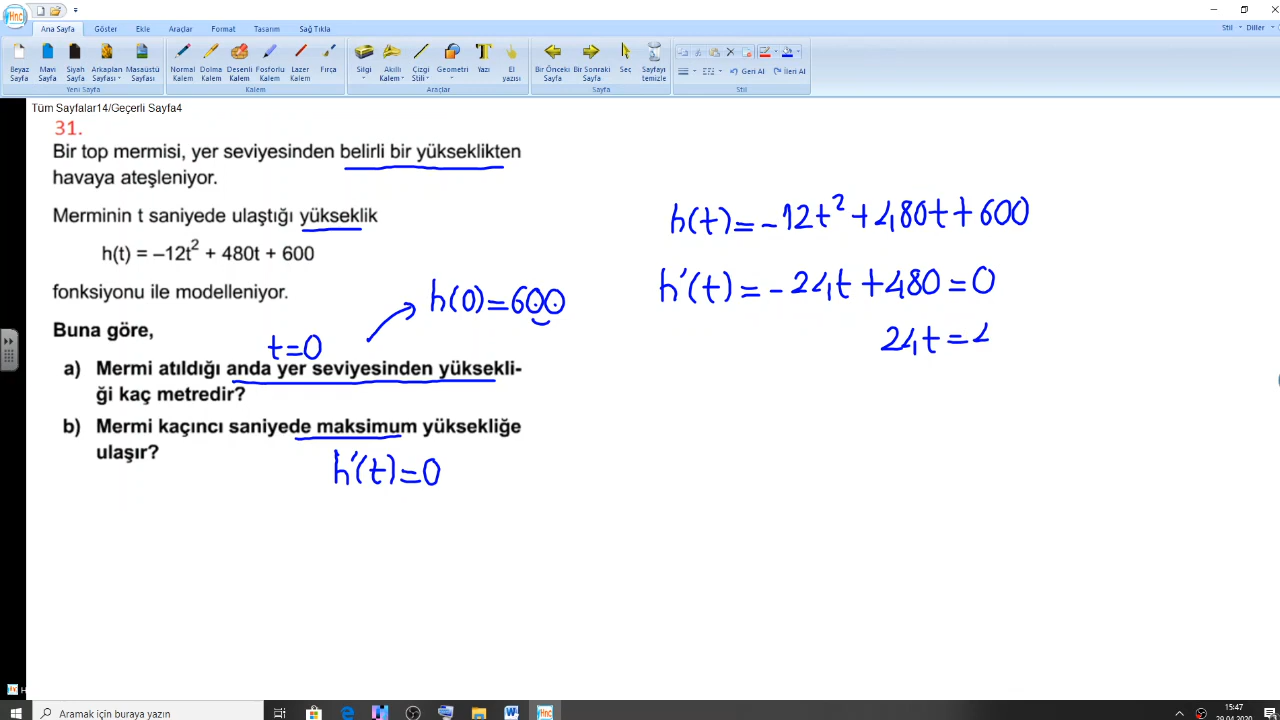 Ana Sayfa Göster Ekle Araçlar Format Tasarım Sağ Tıkla
Stil Diller
Beyaz Sayfa
Mavi Sayfa
Siyah Sayfa
Arkaplan Sayfası
Masaüstü Sayfası
Normal Kalem
Dolma Kalem
Desenli Kalem
Fosforlu Kalem
Lazer Kalem
Fırça
Silgi
Akıllı Kalem
Çizgi Stili
Geometri
Yazı
El yazısı
Bir Önceki Sayfa
Bir Sonraki Sayfa
Seç
Sayfayı temizle
Geri Al
İleri Al
Yeni Sayfa Kalem Araçlar Sayfa Stil
Tüm Sayfalar14/Geçerli Sayfa4
31.
Bir top mermisi, yer seviyesinden belirli bir yükseklikten
havaya ateşleniyor.
Merminin t saniyede ulaştığı yükseklik
h(t) = –12t² + 480t + 600
fonksiyonu ile modelleniyor.
Buna göre,
t=0
h(0)=600
a) Mermi atıldığı anda yer seviyesinden yüksekli-
ği kaç metredir?
b) Mermi kaçıncı saniyede maksimum yüksekliğe
ulaşır?
h'(t)=0
h(t)=-12t²+480t+600
h'(t)=-24t+480=0
24t=4
Aramak için buraya yazın
15:47
29.04.2020